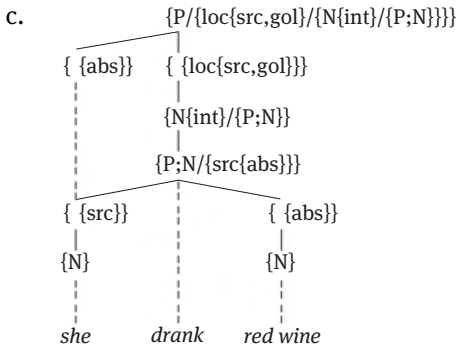 c. {P/{loc{src,gol}/{N{int}/{P;N}}}}
{ {abs}} { {loc{src,gol}}}
{N{int}/{P;N}}
{P;N/{src{abs}}}
{ {src}} { {abs}}
{N} {N}
she drank red wine